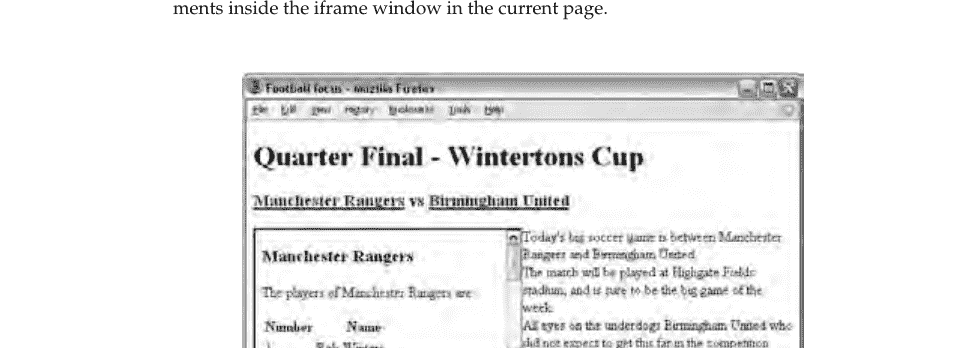 ments inside the iframe window in the current page.
Football focus - Mozilla Firefox
File Edit View History Bookmarks Tools Help
Quarter Final - Wintertons Cup
Manchester Rangers vs Birmingham United
Manchester Rangers
The players of Manchester Rangers are
Number Name
1 Rob Winters
Today's big soccer game is between Manchester
Rangers and Birmingham United.
The match will be played at Highgate Fields
stadium, and is sure to be the big game of the
week.
All eyes on the underdogs Birmingham United who
did not expect to get this far in the competition